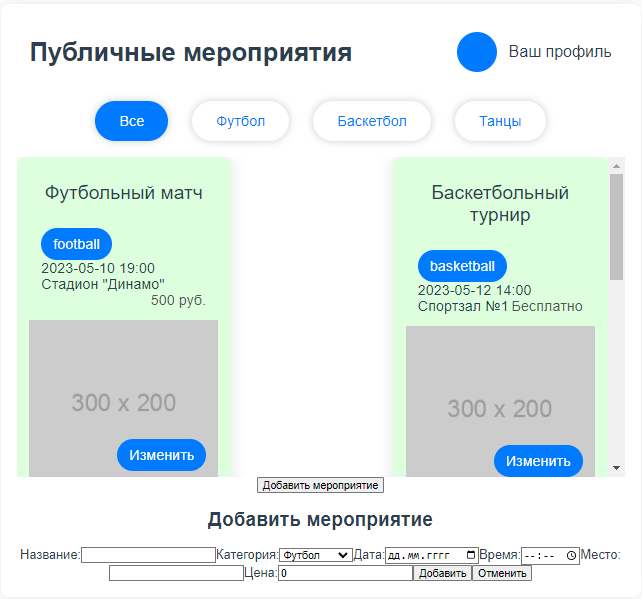 Публичные мероприятия
Ваш профиль
Все Футбол Баскетбол Танцы
Футбольный матч
football
2023-05-10 19:00
Стадион "Динамо"
500 руб.
300 x 200
Изменить
Баскетбольный
турнир
basketball
2023-05-12 14:00
Спортзал №1 Бесплатно
300 x 200
Изменить
Добавить мероприятие
Добавить мероприятие
Название: Категория: Футбол Дата: дд.мм.гггг Время: --:-- Место:
Цена: 0 Добавить Отменить